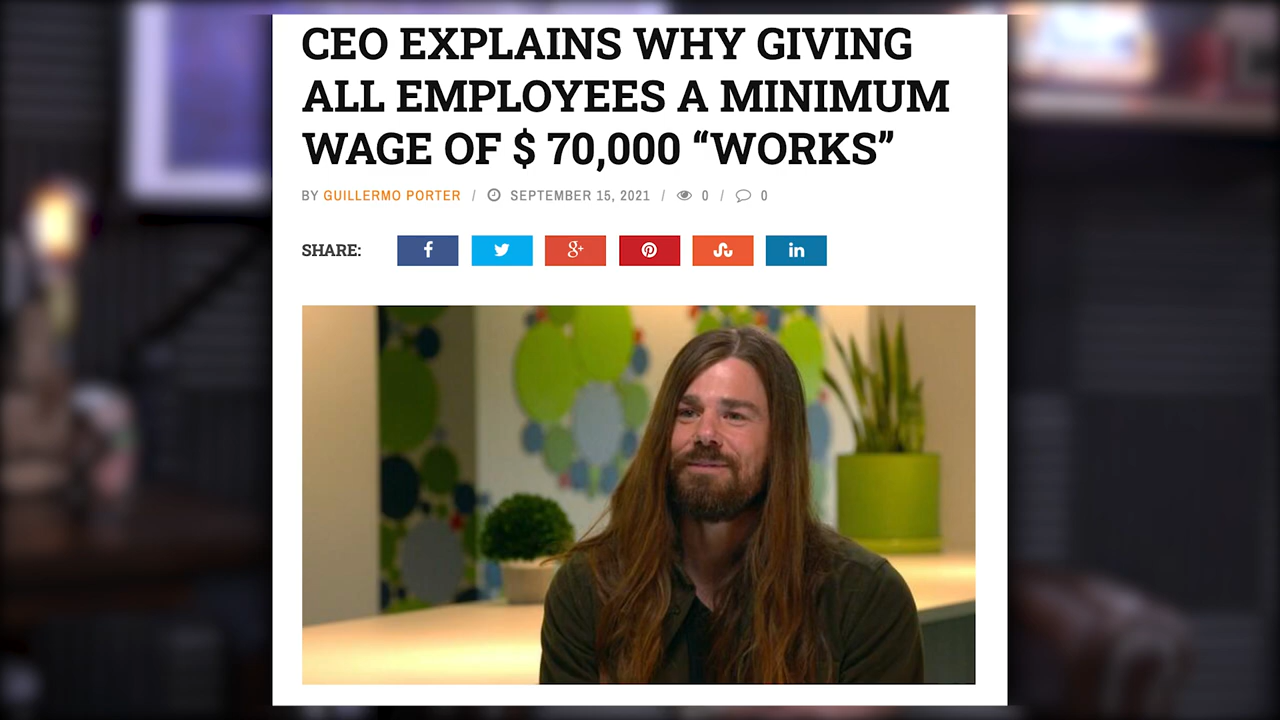 CEO EXPLAINS WHY GIVING
ALL EMPLOYEES A MINIMUM
WAGE OF $ 70,000 “WORKS”
BY GUILLERMO PORTER / SEPTEMBER 15, 2021 / 0 / 0
SHARE: f g+ in